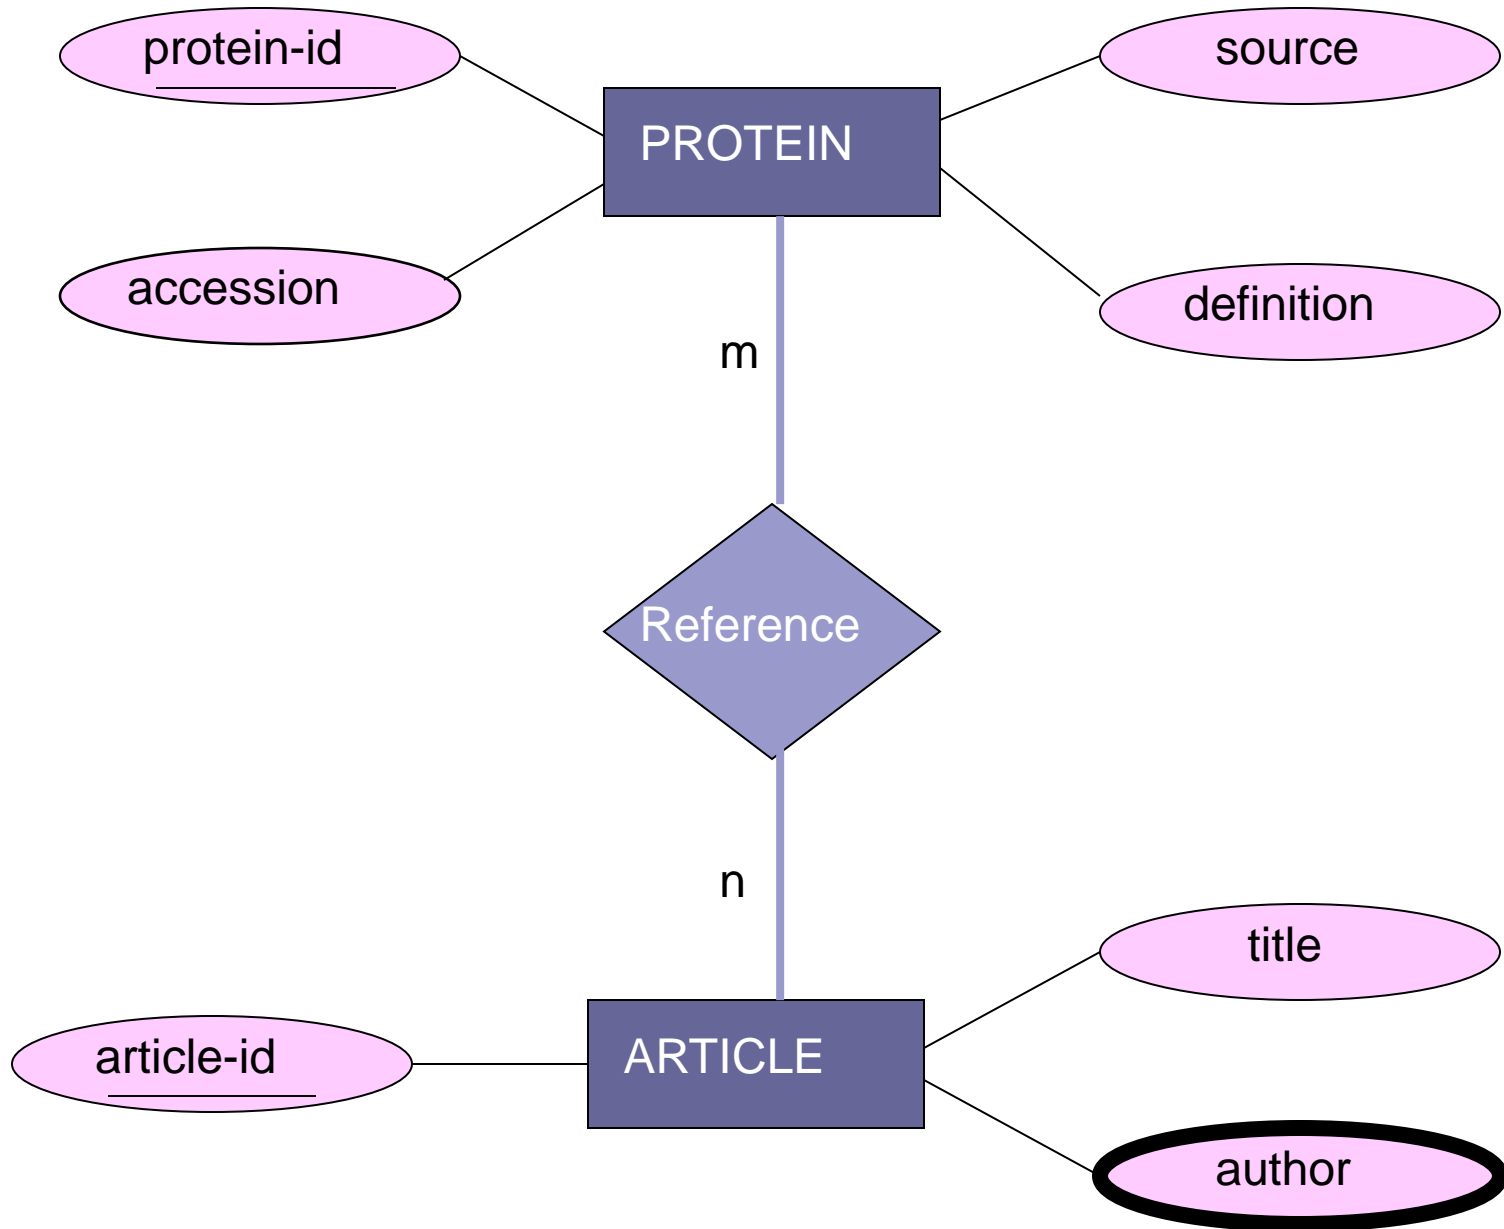 protein-id
source
PROTEIN
accession
definition
m
Reference
n
title
article-id
ARTICLE
author